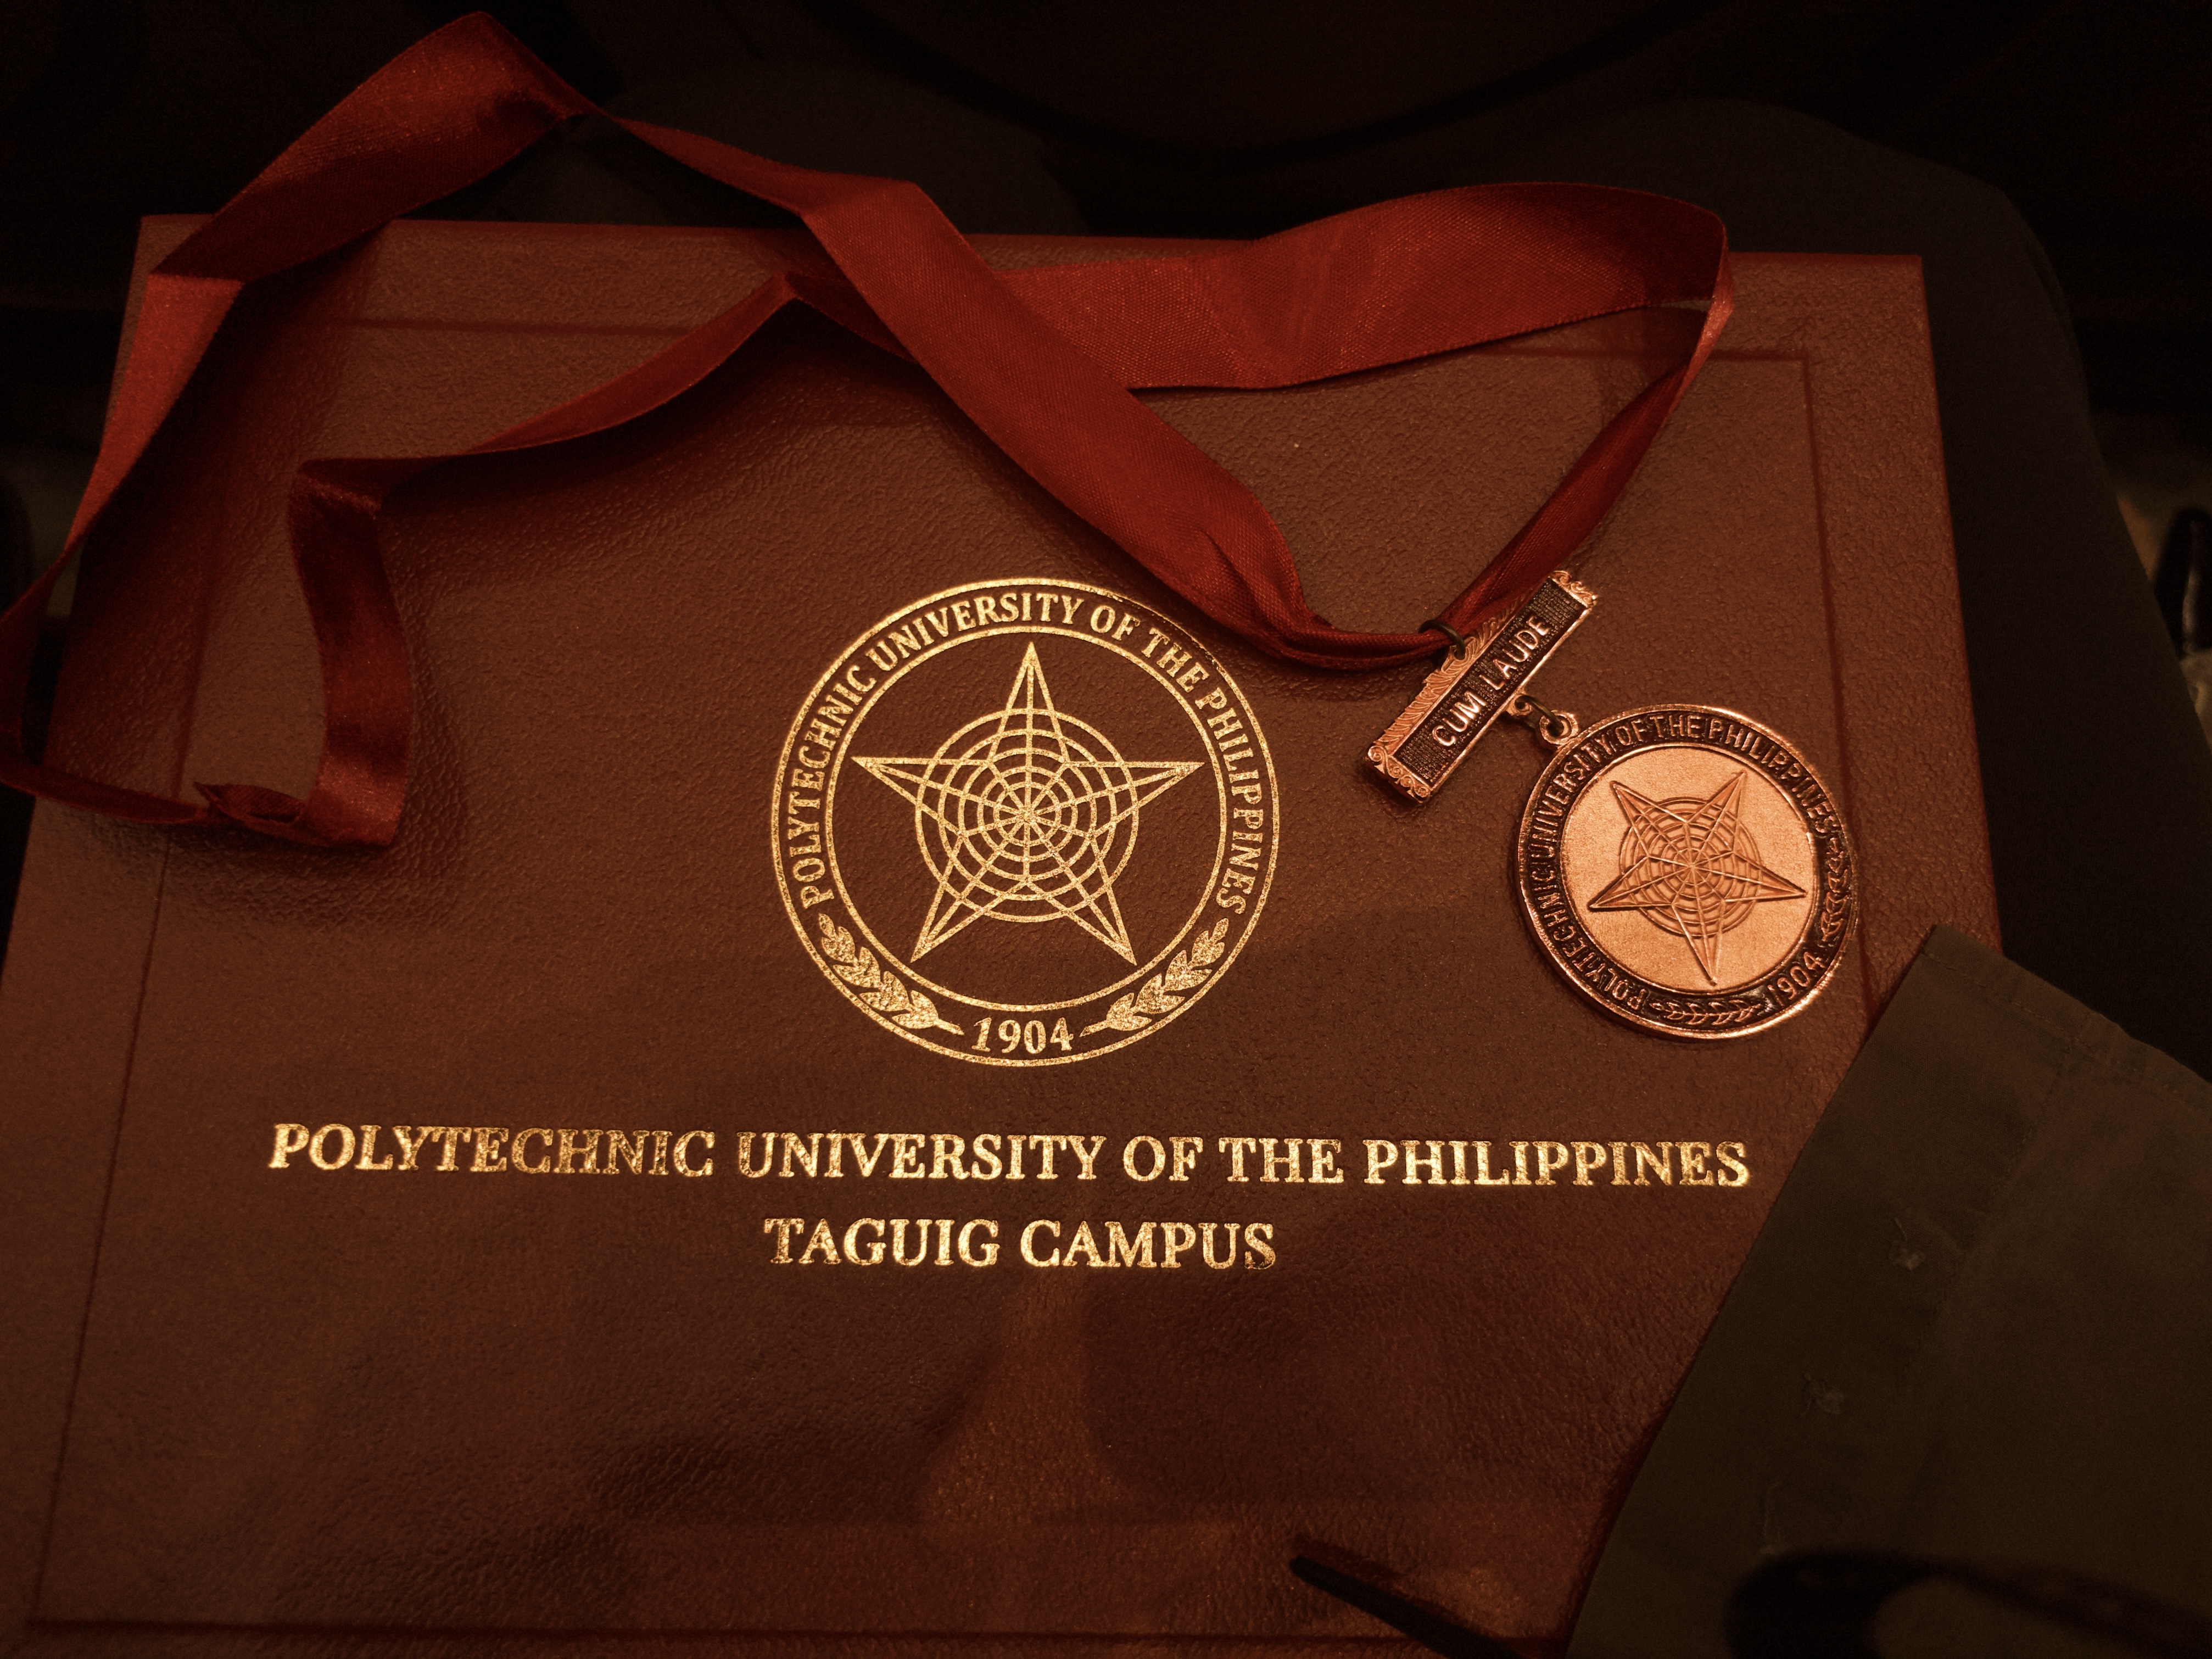 POLYTECHNIC UNIVERSITY OF THE PHILIPPINES
1904
CUM LAUDE
POLYTECHNIC UNIVERSITY OF THE PHILIPPINES
1904
POLYTECHNIC UNIVERSITY OF THE PHILIPPINES
TAGUIG CAMPUS